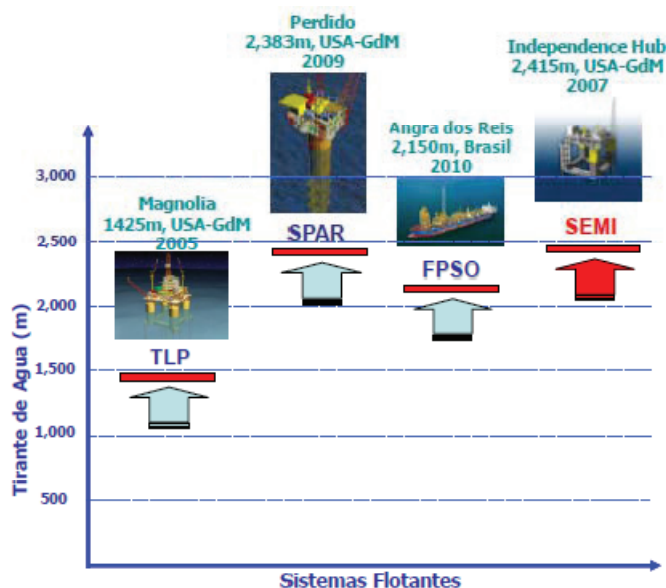 Perdido
2,383m, USA-GdM
2009
Independence Hub
2,415m, USA-GdM
2007
Angra dos Reis
2,150m, Brasil
2010
Magnolia
1425m, USA-GdM
2005
SPAR
FPSO
SEMI
TLP
3,000
2,500
2,000
1,500
1,000
500
Tirante de Agua (m)
Sistemas Flotantes